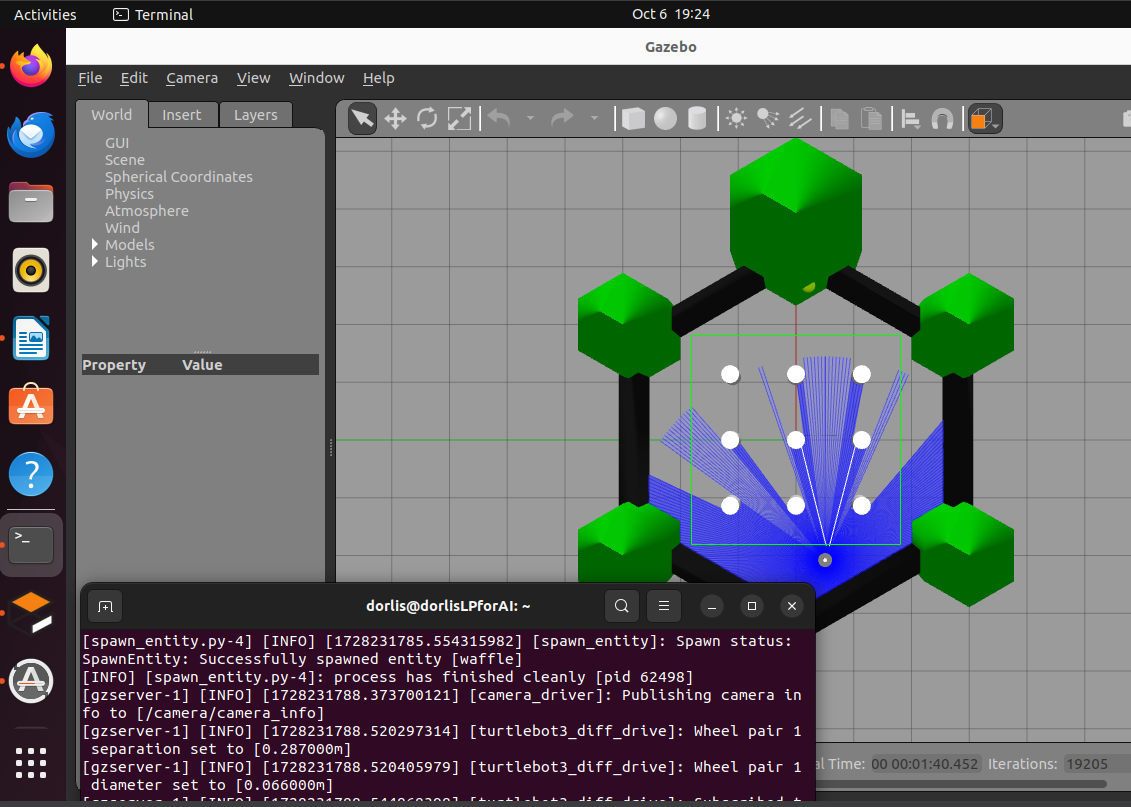 Activities
Terminal
Oct 6 19:24
Gazebo
File Edit Camera View Window Help
World Insert Layers
GUI
Scene
Spherical Coordinates
Physics
Atmosphere
Wind
Models
Lights
Property Value
dorlis@dorlisLPforAI: ~
[spawn_entity.py-4] [INFO] [1728231785.554315982] [spawn_entity]: Spawn status:
SpawnEntity: Successfully spawned entity [waffle]
[INFO] [spawn_entity.py-4]: process has finished cleanly [pid 62498]
[gzserver-1] [INFO] [1728231788.373700121] [camera_driver]: Publishing camera in
fo to [/camera/camera_info]
[gzserver-1] [INFO] [1728231788.520297314] [turtlebot3_diff_drive]: Wheel pair 1
separation set to [0.287000m]
[gzserver-1] [INFO] [1728231788.520405979] [turtlebot3_diff_drive]: Wheel pair 1
diameter set to [0.066000m]
l Time: 00 00:01:40.452 Iterations: 19205